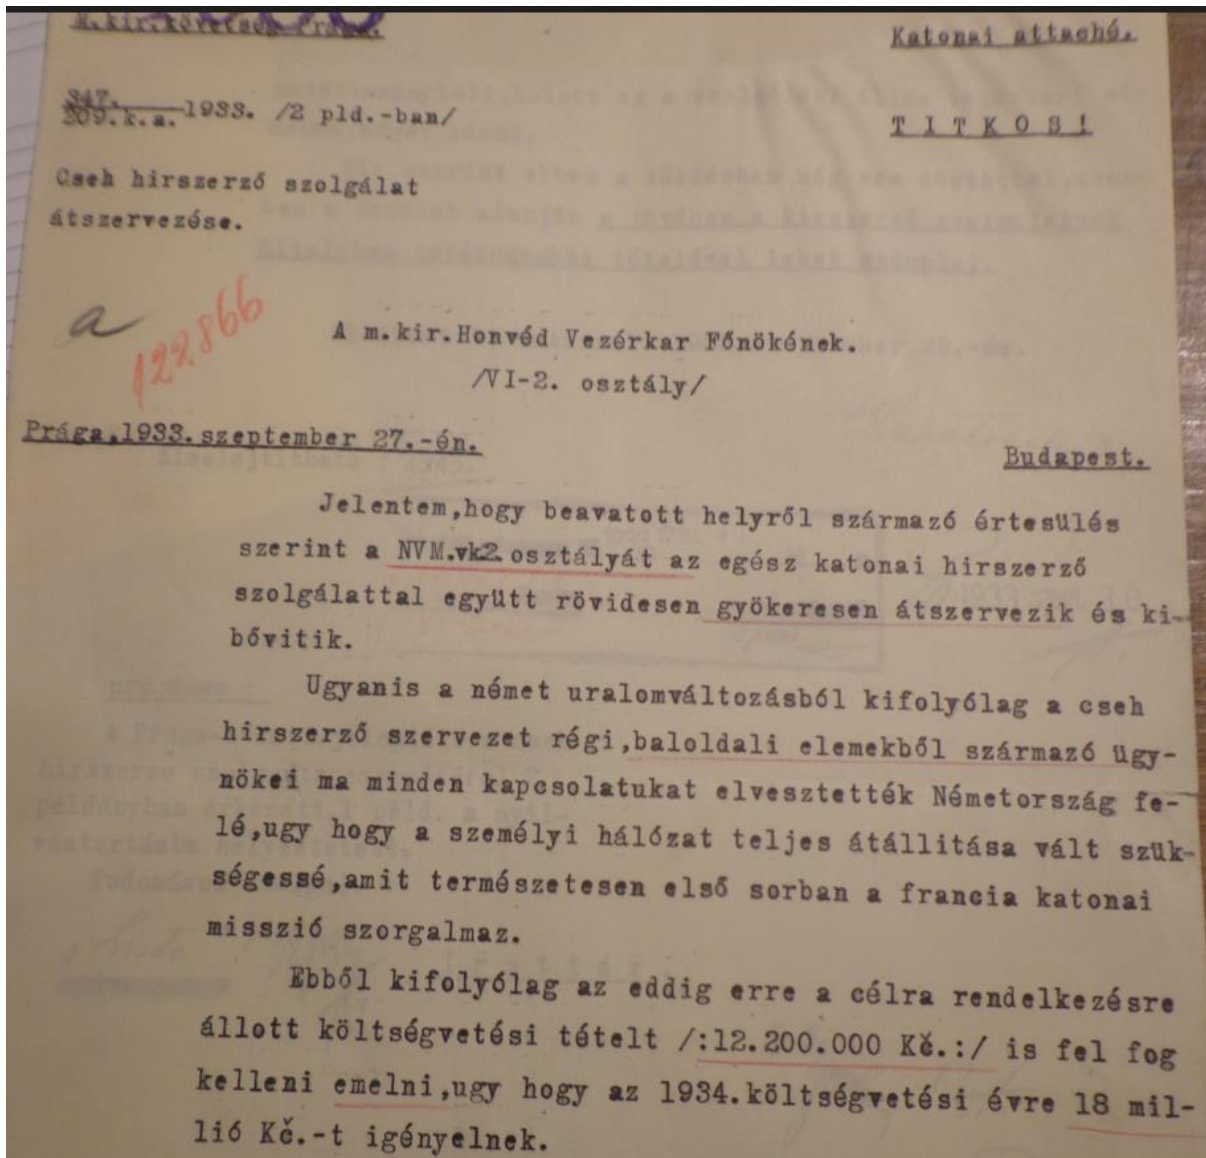 M.kir.követség Prága.
Katonai attaché.
347.
209.k.a. 1933. /2 pld.-ban/
T I T K O S !
Cseh hirszerző szolgálat
átszervezése.
a
122866
A m.kir.Honvéd Vezérkar Főnökének.
/VI-2. osztály/
Prága,1933.szeptember 27.-én.
Budapest.
Jelentem,hogy beavatott helyről származó értesülés
szerint a NVM.vk2.osztályát az egész katonai hirszerző
szolgálattal együtt rövidesen gyökeresen átszervezik és ki-
bővitik.
Ugyanis a német uralomváltozásból kifolyólag a cseh
hirszerző szervezet régi,baloldali elemekből származó ügy-
nökei ma minden kapcsolatukat elvesztették Németország fe-
lé,ugy hogy a személyi hálózat teljes átállitása vált szük-
ségessé,amit természetesen első sorban a francia katonai
misszió szorgalmaz.
Ebből kifolyólag az eddig erre a célra rendelkezésre
állott költségvetési tételt /:12.200.000 Kč.:/ is fel fog
kelleni emelni,ugy hogy az 1934.költségvetési évre 18 mil-
lió Kč.-t igényelnek.